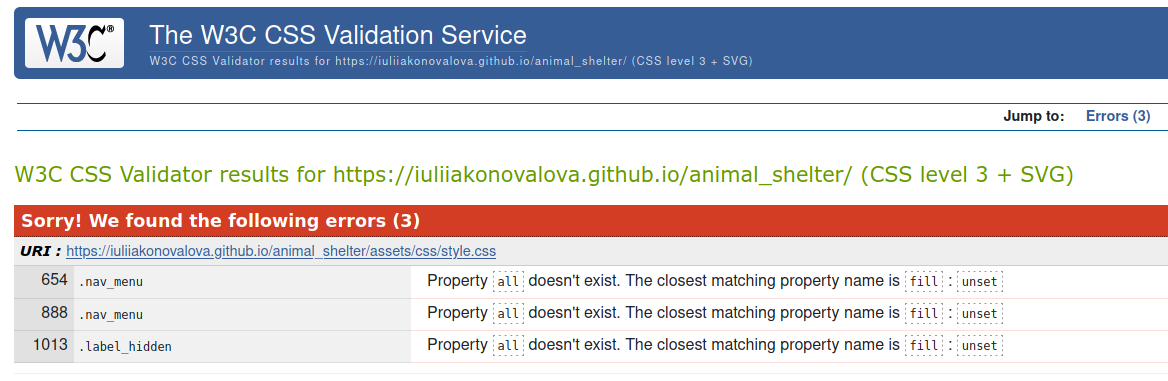 W3C®
The W3C CSS Validation Service
W3C CSS Validator results for https://iuliiakonovalova.github.io/animal_shelter/ (CSS level 3 + SVG)
Jump to: Errors (3)
W3C CSS Validator results for https://iuliiakonovalova.github.io/animal_shelter/ (CSS level 3 + SVG)
Sorry! We found the following errors (3)
URI : https://iuliiakonovalova.github.io/animal_shelter/assets/css/style.css
654 .nav_menu Property all doesn't exist. The closest matching property name is fill : unset
888 .nav_menu Property all doesn't exist. The closest matching property name is fill : unset
1013 .label_hidden Property all doesn't exist. The closest matching property name is fill : unset